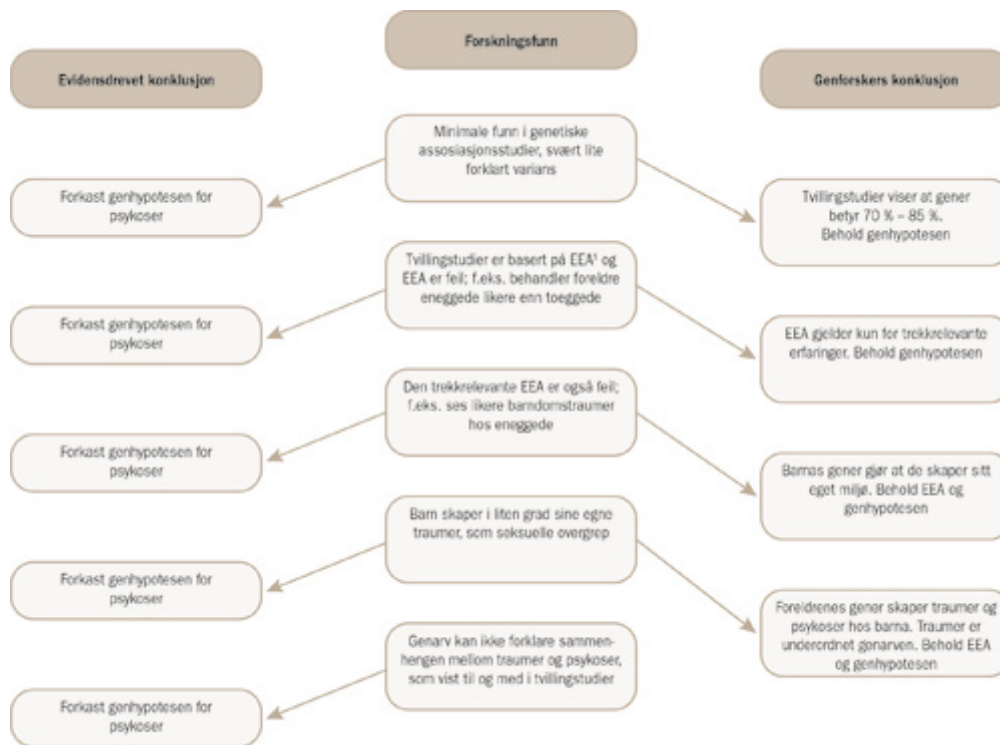 Forskningsfunn
Evidensdrevet konklusjon
Genforskers konklusjon
Minimale funn i genetiske
assosiasjonsstudier, svært lite
forklart varians
Forkast genhypotesen for
psykoser
Tvillingstudier viser at gener
betyr 70 % – 85 %.
Behold genhypotesen
Tvillingstudier er basert på EEA¹ og
EEA er feil; f.eks. behandler foreldre
eneggede likere enn toeggede
Forkast genhypotesen for
psykoser
EEA gjelder kun for trekkrelevante
erfaringer. Behold genhypotesen
Den trekkrelevante EEA er også feil;
f.eks. ses likere barndomstraumer
hos eneggede
Forkast genhypotesen for
psykoser
Barnas gener gjør at de skaper sitt
eget miljø. Behold EEA og
genhypotesen
Barn skaper i liten grad sine egne
traumer, som seksuelle overgrep
Forkast genhypotesen for
psykoser
Foreldrenes gener skaper traumer og
psykoser hos barna. Traumer er
underordnet genarven. Behold EEA
og genhypotesen
Genarv kan ikke forklare sammen-
hengen mellom traumer og psykoser,
som vist til og med i tvillingstudier
Forkast genhypotesen for
psykoser